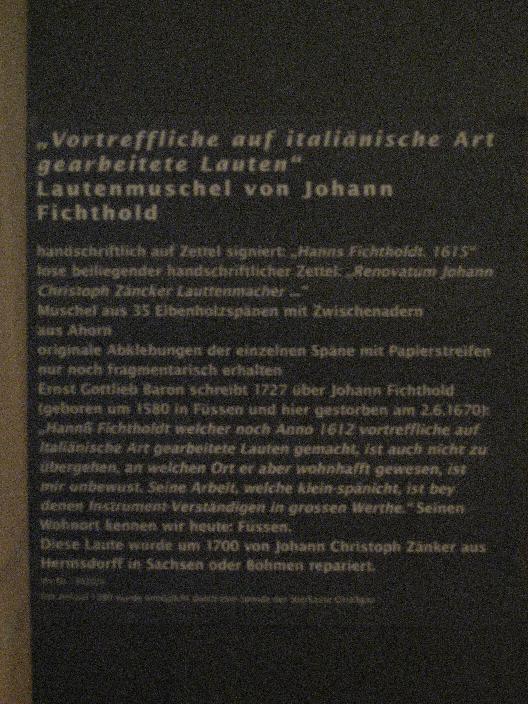 „Vortreffliche auf italiänische Art
gearbeitete Lauten“
Lautenmuschel von Johann
Fichthold
handschriftlich auf Zettel signiert: „Hanns Fichtholdt, 1615“
lose beiliegender handschriftlicher Zettel: „Renovatum Johann
Christoph Zäncker Lauttenmacher ...“
Muschel aus 35 Eibenholzspänen mit Zwischenadern
aus Ahorn
originale Abklebungen der einzelnen Späne mit Papierstreifen
nur noch fragmentarisch erhalten
Ernst Gottlieb Baron schreibt 1727 über Johann Fichthold
(geboren um 1580 in Füssen und hier gestorben am 2.6.1670):
„Hannß Fichtholdt welcher noch Anno 1612 vortreffliche auf
Italiänische Art gearbeitete Lauten gemacht, ist auch nicht zu
übergehen, an welchen Ort er aber wohnhafft gewesen, ist
mir unbewust. Seine Arbeit, welche klein-spänicht, ist bey
denen Instrument Verständigen in grossen Werthe.“ Seinen
Wohnort kennen wir heute: Füssen.
Diese Laute wurde um 1700 von Johann Christoph Zänker aus
Hermsdorff in Sachsen oder Böhmen repariert.